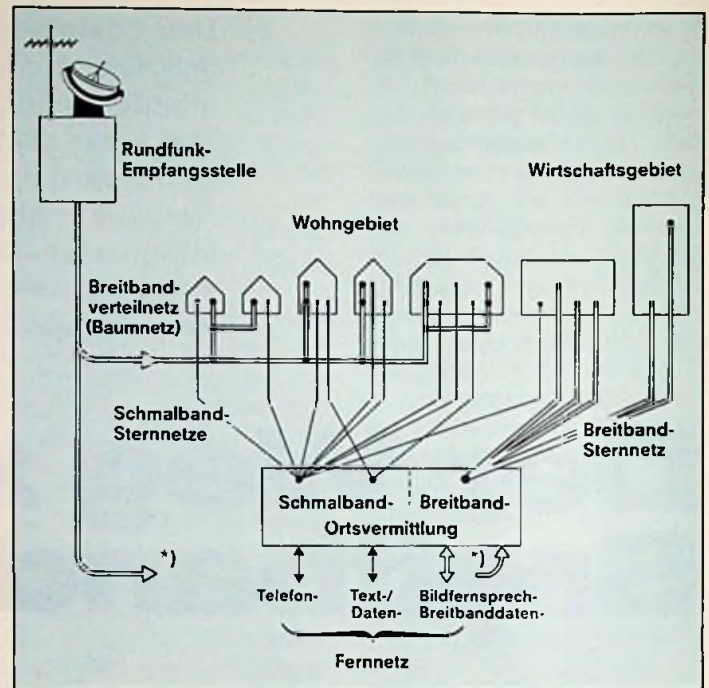 Rundfunk-
Empfangsstelle
Wirtschaftsgebiet
Wohngebiet
Breitband-
verteilnetz
(Baumnetz)
Schmalband-
Sternnetze
Breitband-
Sternnetz
Schmalband- Breitband-
Ortsvermittlung
*)
*)
Telefon-
Text-/
Daten-
Bildfernsprech-
Breitbanddaten-
Fernnetz